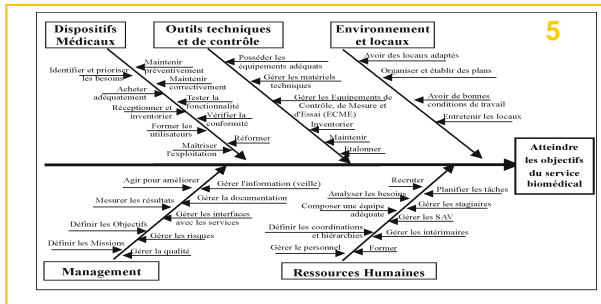 5
Dispositifs
Médicaux
Outils techniques
et de contrôle
Environnement
et locaux
Maintenir
préventivement
Identifier et prioriser
les besoins
Maintenir
correctivement
Acheter
adéquatement
Tester la
fonctionnalité
Réceptionner et
inventorier
Vérifier la
conformité
Former les
utilisateurs
Réformer
Maîtriser
l'exploitation
Posséder les
équipements adéquats
Gérer les matériels
techniques
Gérer les Equipements de
Contrôle, de Mesure et
d'Essai (ECME)
Inventorier
Maintenir
Etalonner
Avoir des locaux adaptés
Organiser et établir des plans
Avoir de bonnes
conditions de travail
Entretenir les locaux
Atteindre
les objectifs
du service
biomédical
Agir pour améliorer
Gérer l'information (veille)
Mesurer les résultats
Gérer la documentation
Définir les Objectifs
Gérer les interfaces
avec les services
Gérer les risques
Définir les Missions
Gérer la qualité
Management
Recruter
Planifier les tâches
Analyser les besoins
Gérer les stagiaires
Composer une équipe
adéquate
Gérer les SAV
Définir les coordinations
et hiérarchies
Gérer les intérimaires
Gérer le personnel
Former
Ressources Humaines